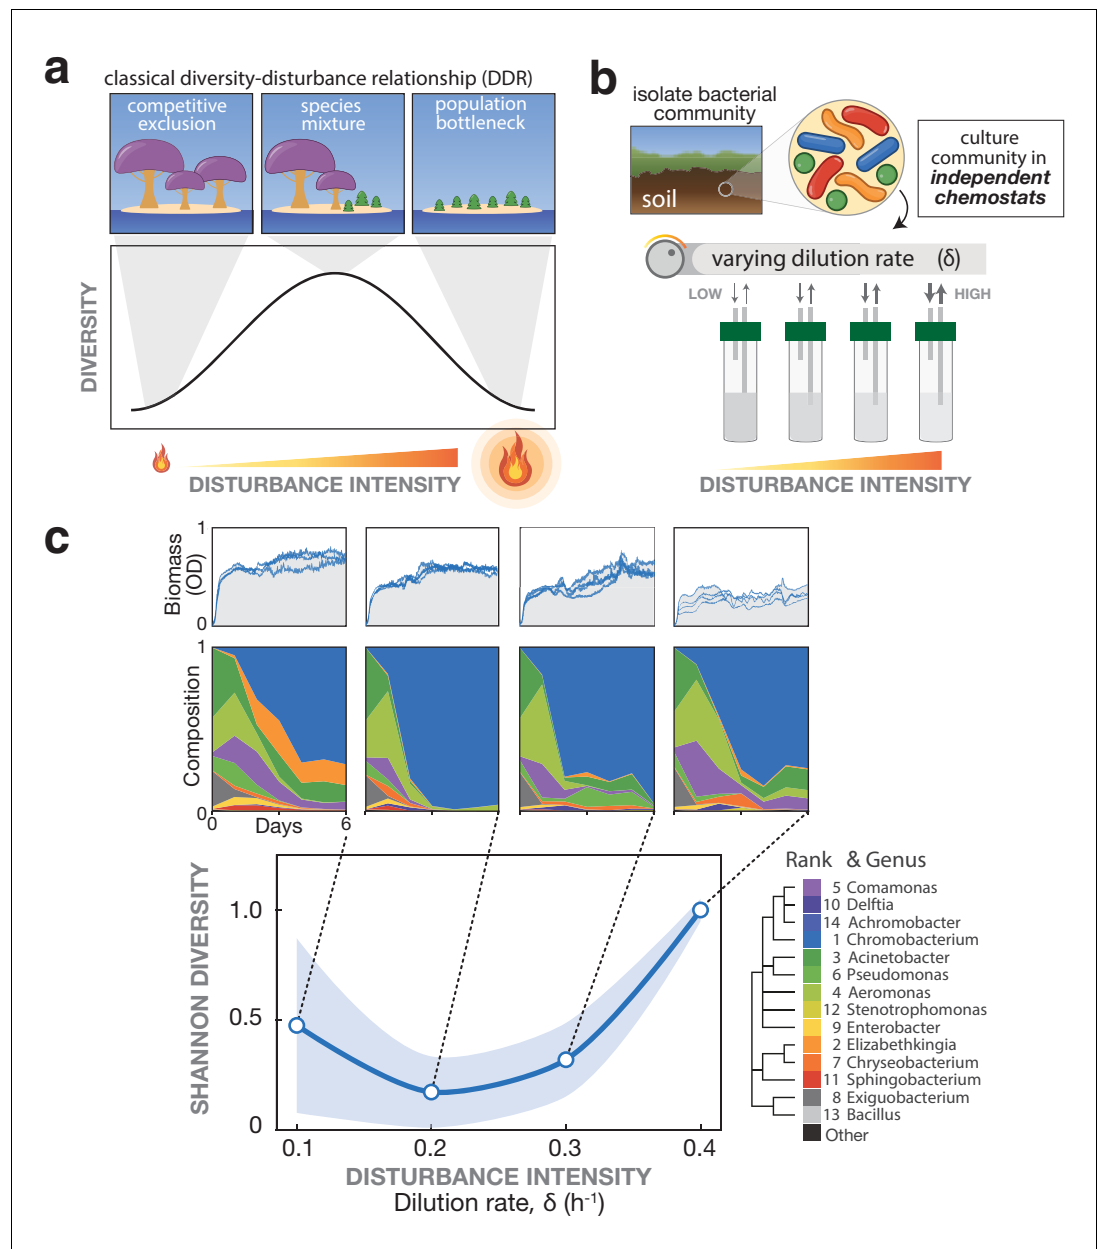 a
classical diversity-disturbance relationship (DDR)
competitive
exclusion
species
mixture
population
bottleneck
DIVERSITY
DISTURBANCE INTENSITY
b
isolate bacterial
community
soil
culture
community in
independent
chemostats
varying dilution rate (δ)
LOW
HIGH
DISTURBANCE INTENSITY
c
Biomass
(OD)
1
0
Composition
1
0
0
Days
6
SHANNON DIVERSITY
1.0
0.5
0
0.1
0.2
0.3
0.4
DISTURBANCE INTENSITY
Dilution rate, δ (h-1)
Rank & Genus
5 Comamonas
10 Delftia
14 Achromobacter
1 Chromobacterium
3 Acinetobacter
6 Pseudomonas
4 Aeromonas
12 Stenotrophomonas
9 Enterobacter
2 Elizabethkingia
7 Chryseobacterium
11 Sphingobacterium
8 Exiguobacterium
13 Bacillus
Other